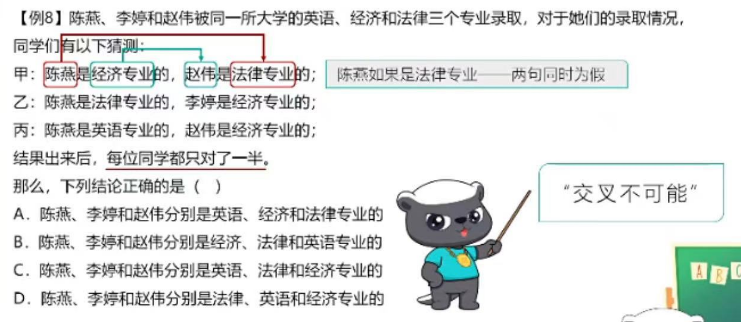 【例8】陈燕、李婷和赵伟被同一所大学的英语、经济和法律三个专业录取，对于她们的录取情况，
同学们有以下猜测：
甲：陈燕是经济专业的，赵伟是法律专业的；
陈燕如果是法律专业——两句同时为假
乙：陈燕是法律专业的，李婷是经济专业的；
丙：陈燕是英语专业的，赵伟是经济专业的；
结果出来后，每位同学都只对了一半。
那么，下列结论正确的是（ ）
“交叉不可能”
A．陈燕、李婷和赵伟分别是英语、经济和法律专业的
B．陈燕、李婷和赵伟分别是经济、法律和英语专业的
C．陈燕、李婷和赵伟分别是英语、法律和经济专业的
D．陈燕、李婷和赵伟分别是法律、英语和经济专业的
A B C